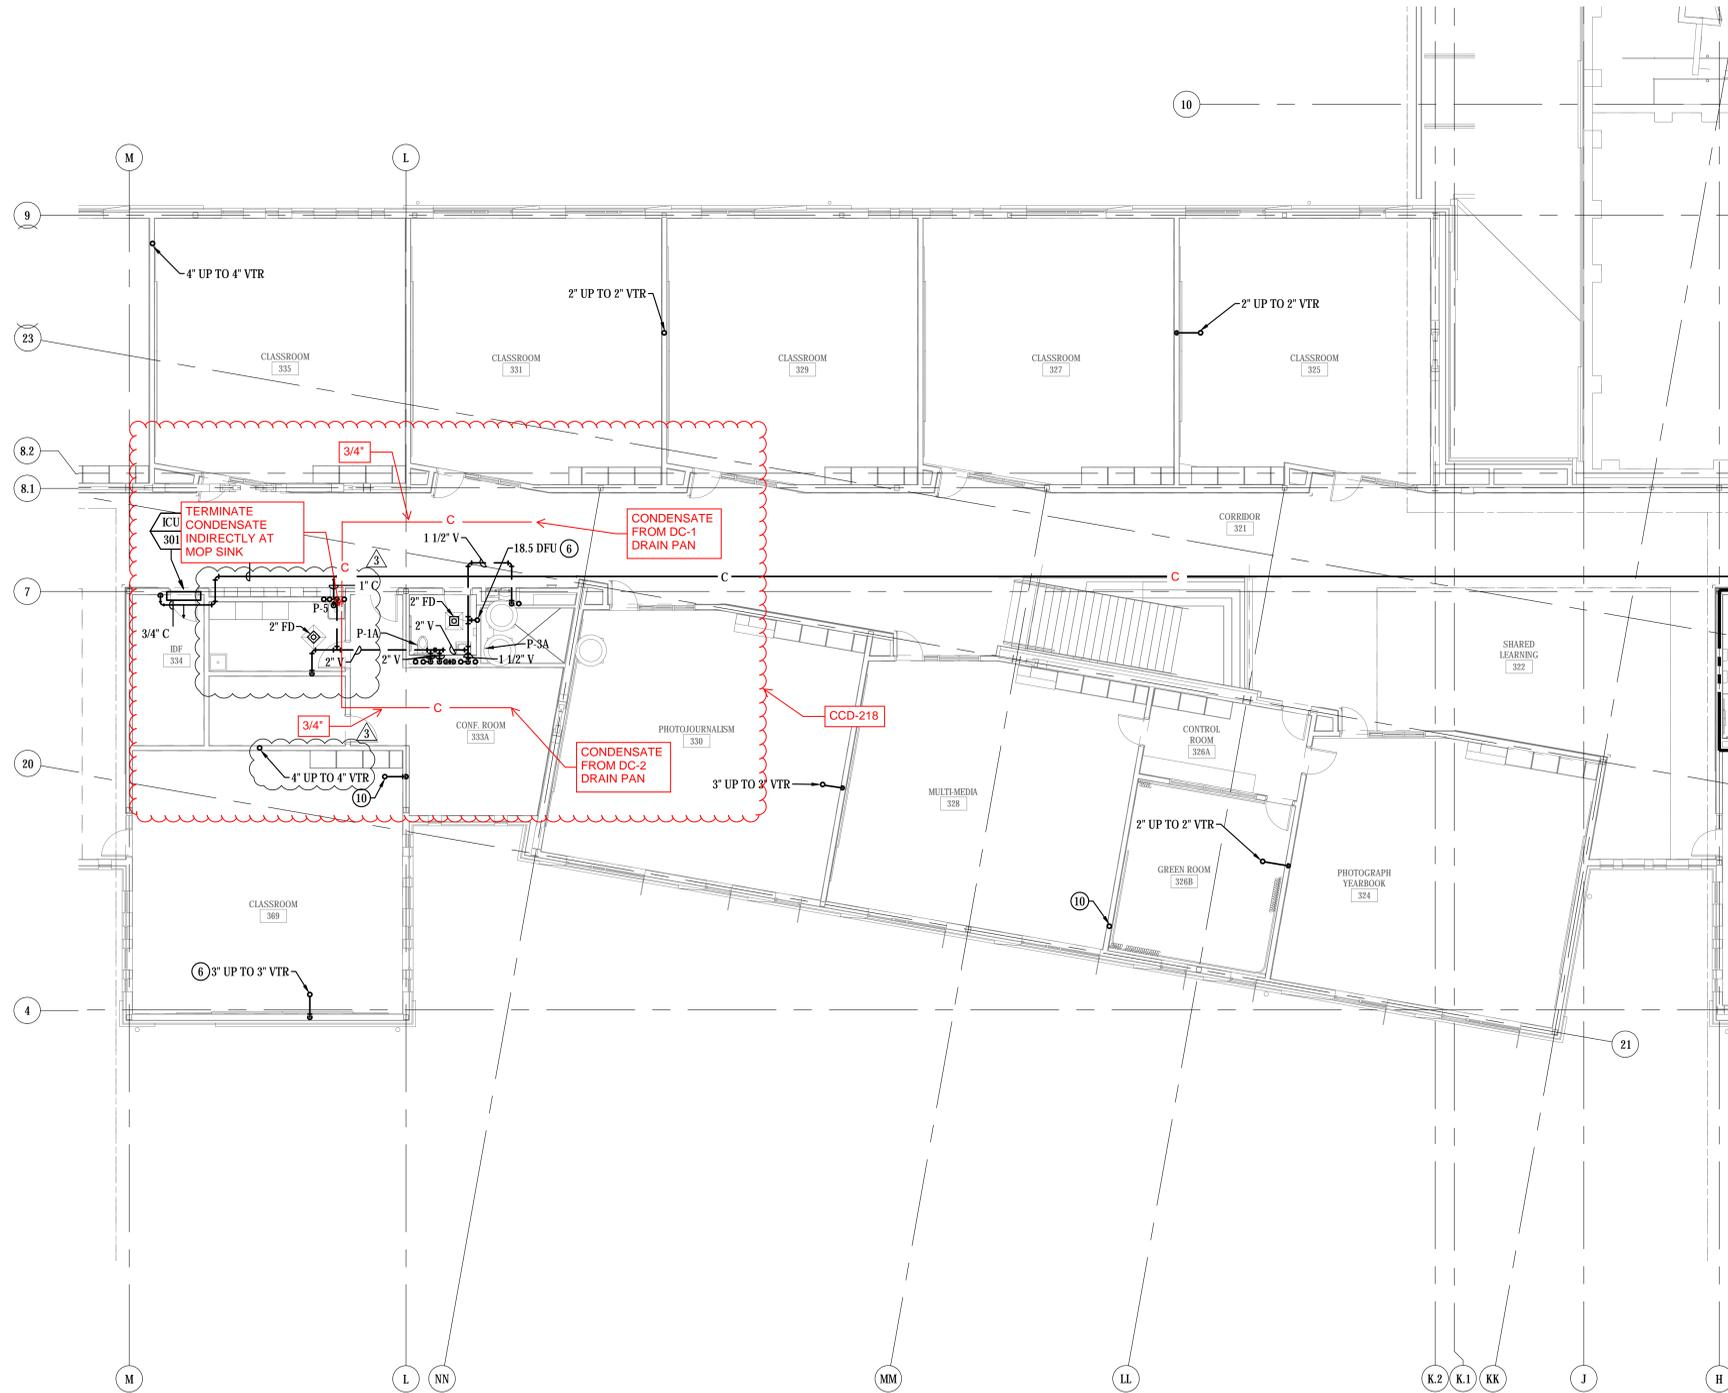 10
M
L
9
4" UP TO 4" VTR
2" UP TO 2" VTR
2" UP TO 2" VTR
23
CLASSROOM
335
CLASSROOM
331
CLASSROOM
329
CLASSROOM
327
CLASSROOM
325
8.2
3/4"
8.1
TERMINATE
CONDENSATE
INDIRECTLY AT
MOP SINK
ICU
301
C
CONDENSATE
FROM DC-1
DRAIN PAN
CORRIDOR
321
1 1/2" V
18.5 DFU
6
3
C
C
C
7
1" C
P-5
2" FD
2" FD
2" V
P-1A
P-3A
3/4" C
IDF
334
2" V
2" V
1 1/2" V
SHARED
LEARNING
322
C
3/4"
3
CONF. ROOM
333A
PHOTOJOURNALISM
330
CCD-218
CONTROL
ROOM
326A
CONDENSATE
FROM DC-2
DRAIN PAN
20
4" UP TO 4" VTR
10
3" UP TO 3" VTR
MULTI-MEDIA
328
2" UP TO 2" VTR
GREEN ROOM
326B
PHOTOGRAPH
YEARBOOK
324
CLASSROOM
369
10
6
3" UP TO 3" VTR
4
21
M
L
NN
MM
LL
K.2
K.1
KK
J
H